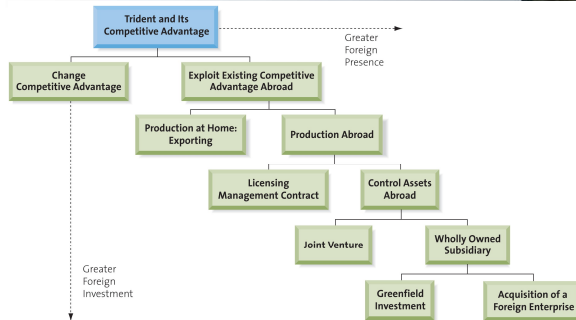 Trident and Its
Competitive Advantage
Greater
Foreign
Presence
Change
Competitive Advantage
Exploit Existing Competitive
Advantage Abroad
Production at Home:
Exporting
Production Abroad
Licensing
Management Contract
Control Assets
Abroad
Joint Venture
Wholly Owned
Subsidiary
Greater
Foreign
Investment
Greenfield
Investment
Acquisition of a
Foreign Enterprise